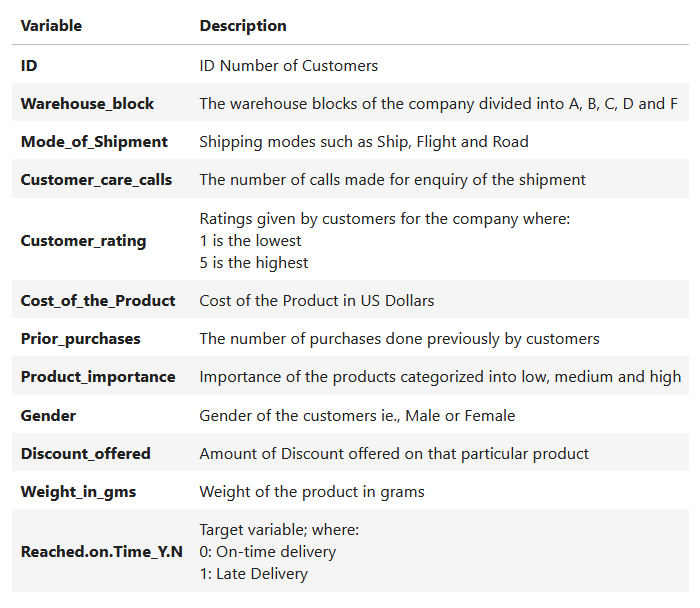 Variable Description
ID ID Number of Customers
Warehouse_block The warehouse blocks of the company divided into A, B, C, D and F
Mode_of_Shipment Shipping modes such as Ship, Flight and Road
Customer_care_calls The number of calls made for enquiry of the shipment
Ratings given by customers for the company where:
Customer_rating 1 is the lowest
5 is the highest
Cost_of_the_Product Cost of the Product in US Dollars
Prior_purchases The number of purchases done previously by customers
Product_importance Importance of the products categorized into low, medium and high
Gender Gender of the customers ie., Male or Female
Discount_offered Amount of Discount offered on that particular product
Weight_in_gms Weight of the product in grams
Target variable; where:
Reached.on.Time_Y.N 0: On-time delivery
1: Late Delivery